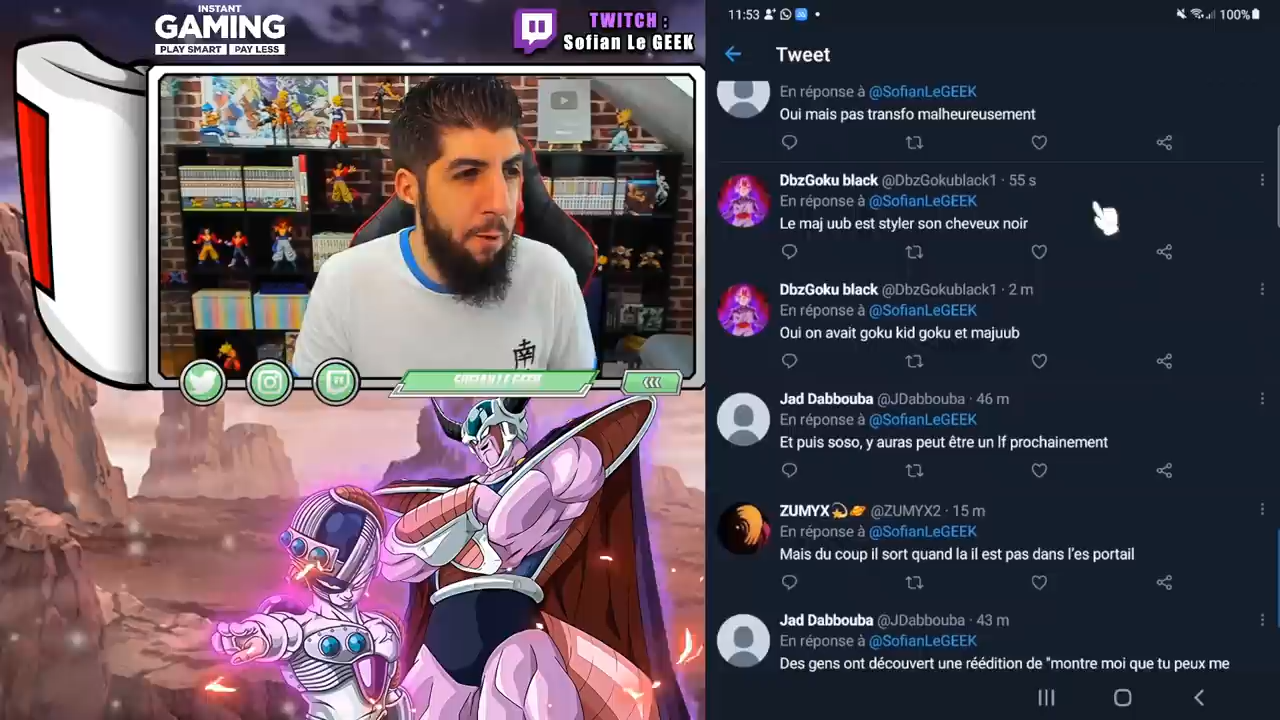 INSTANT
GAMING
PLAY SMART | PAY LESS
TWITCH :
Sofian Le GEEK
南
SOFIAN LE GEEK
11:53
100%
Tweet
En réponse à @SofianLeGEEK
Oui mais pas transfo malheureusement
DbzGoku black @DbzGokublack1 · 55 s
En réponse à @SofianLeGEEK
Le maj uub est styler son cheveux noir
DbzGoku black @DbzGokublack1 · 2 m
En réponse à @SofianLeGEEK
Oui on avait goku kid goku et majuub
Jad Dabbouba @JDabbouba · 46 m
En réponse à @SofianLeGEEK
Et puis soso, y auras peut être un lf prochainement
ZUMYX @ZUMYX2 · 15 m
En réponse à @SofianLeGEEK
Mais du coup il sort quand la il est pas dans l'es portail
Jad Dabbouba @JDabbouba · 43 m
En réponse à @SofianLeGEEK
Des gens ont découvert une réédition de "montre moi que tu peux me